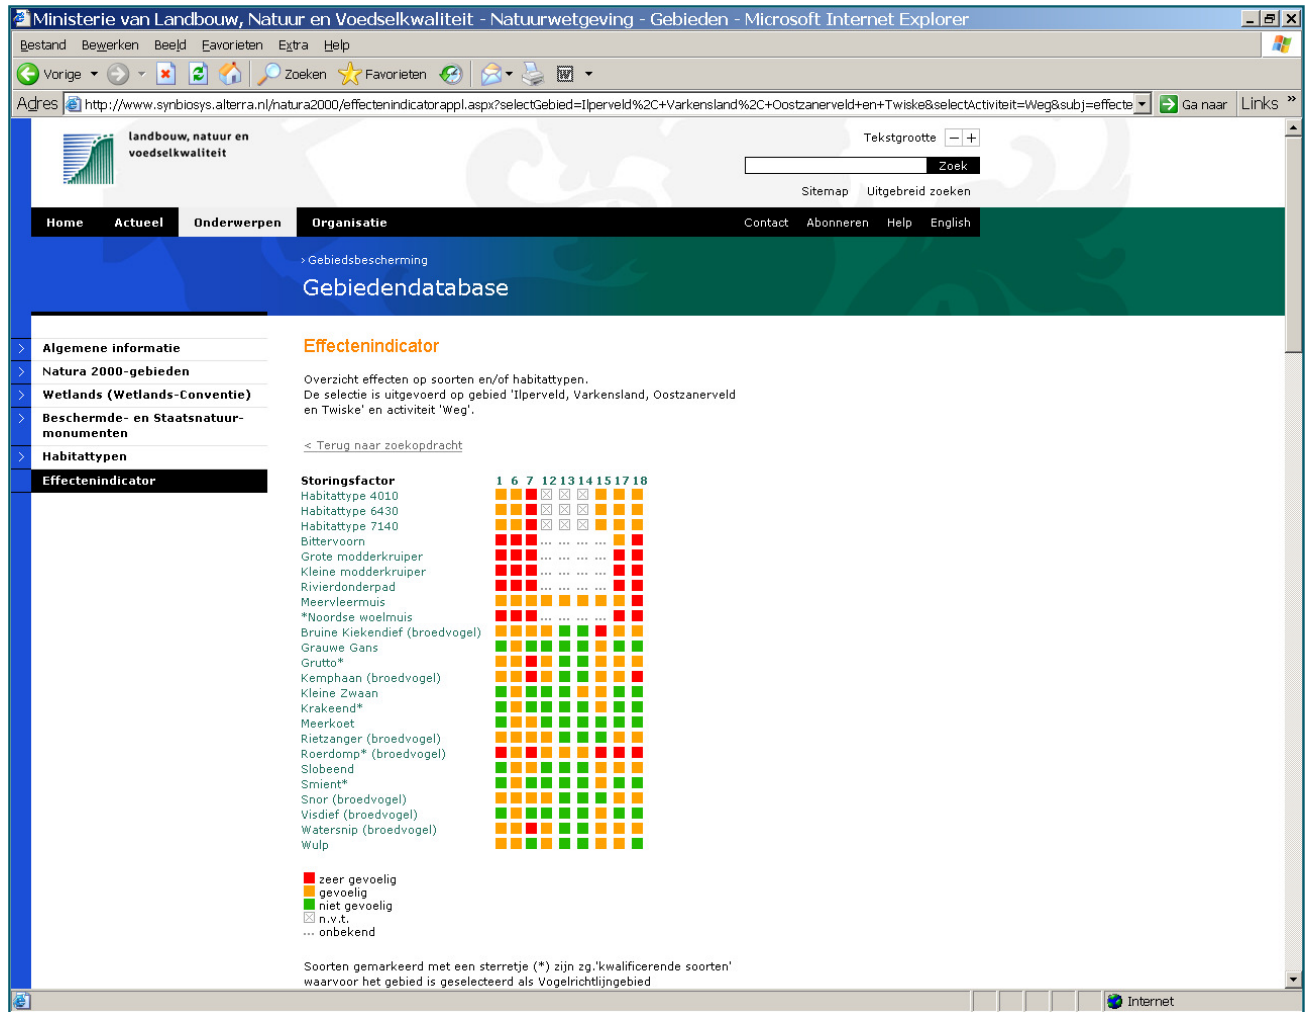 Ministerie van Landbouw, Natuur en Voedselkwaliteit - Natuurwetgeving - Gebieden - Microsoft Internet Explorer
Bestand Bewerken Beeld Favorieten Extra Help
Vorige Zoeken Favorieten
Adres http://www.synbiosys.alterra.nl/natura2000/effectenindicatorappl.aspx?selectGebied=Ilperveld%2C+Varkensland%2C+Oostzanerveld+en+Twiske&selectActiviteit=Weg&subj=effecte Ga naar Links »
landbouw, natuur en
voedselkwaliteit
Tekstgrootte − +
Zoek
Sitemap Uitgebreid zoeken
Home Actueel Onderwerpen Organisatie Contact Abonneren Help English
› Gebiedsbescherming
Gebiedendatabase
Algemene informatie
Natura 2000-gebieden
Wetlands (Wetlands-Conventie)
Beschermde- en Staatsnatuur-
monumenten
Habitattypen
Effectenindicator
Effectenindicator
Overzicht effecten op soorten en/of habitattypen.
De selectie is uitgevoerd op gebied 'Ilperveld, Varkensland, Oostzanerveld
en Twiske' en activiteit 'Weg'.
< Terug naar zoekopdracht
Storingsfactor 1 6 7 12 13 14 15 17 18
Habitattype 4010
Habitattype 6430
Habitattype 7140
Bittervoorn ... ... ... ...
Grote modderkruiper ... ... ... ...
Kleine modderkruiper ... ... ... ...
Rivierdonderpad ... ... ... ...
Meervleermuis
*Noordse woelmuis ... ... ... ...
Bruine Kiekendief (broedvogel)
Grauwe Gans
Grutto*
Kemphaan (broedvogel)
Kleine Zwaan
Krakeend*
Meerkoet
Rietzanger (broedvogel)
Roerdomp* (broedvogel)
Slobeend
Smient*
Snor (broedvogel)
Visdief (broedvogel)
Watersnip (broedvogel)
Wulp
zeer gevoelig
gevoelig
niet gevoelig
n.v.t.
... onbekend
Soorten gemarkeerd met een sterretje (*) zijn zg.'kwalificerende soorten'
waarvoor het gebied is geselecteerd als Vogelrichtlijngebied
Internet